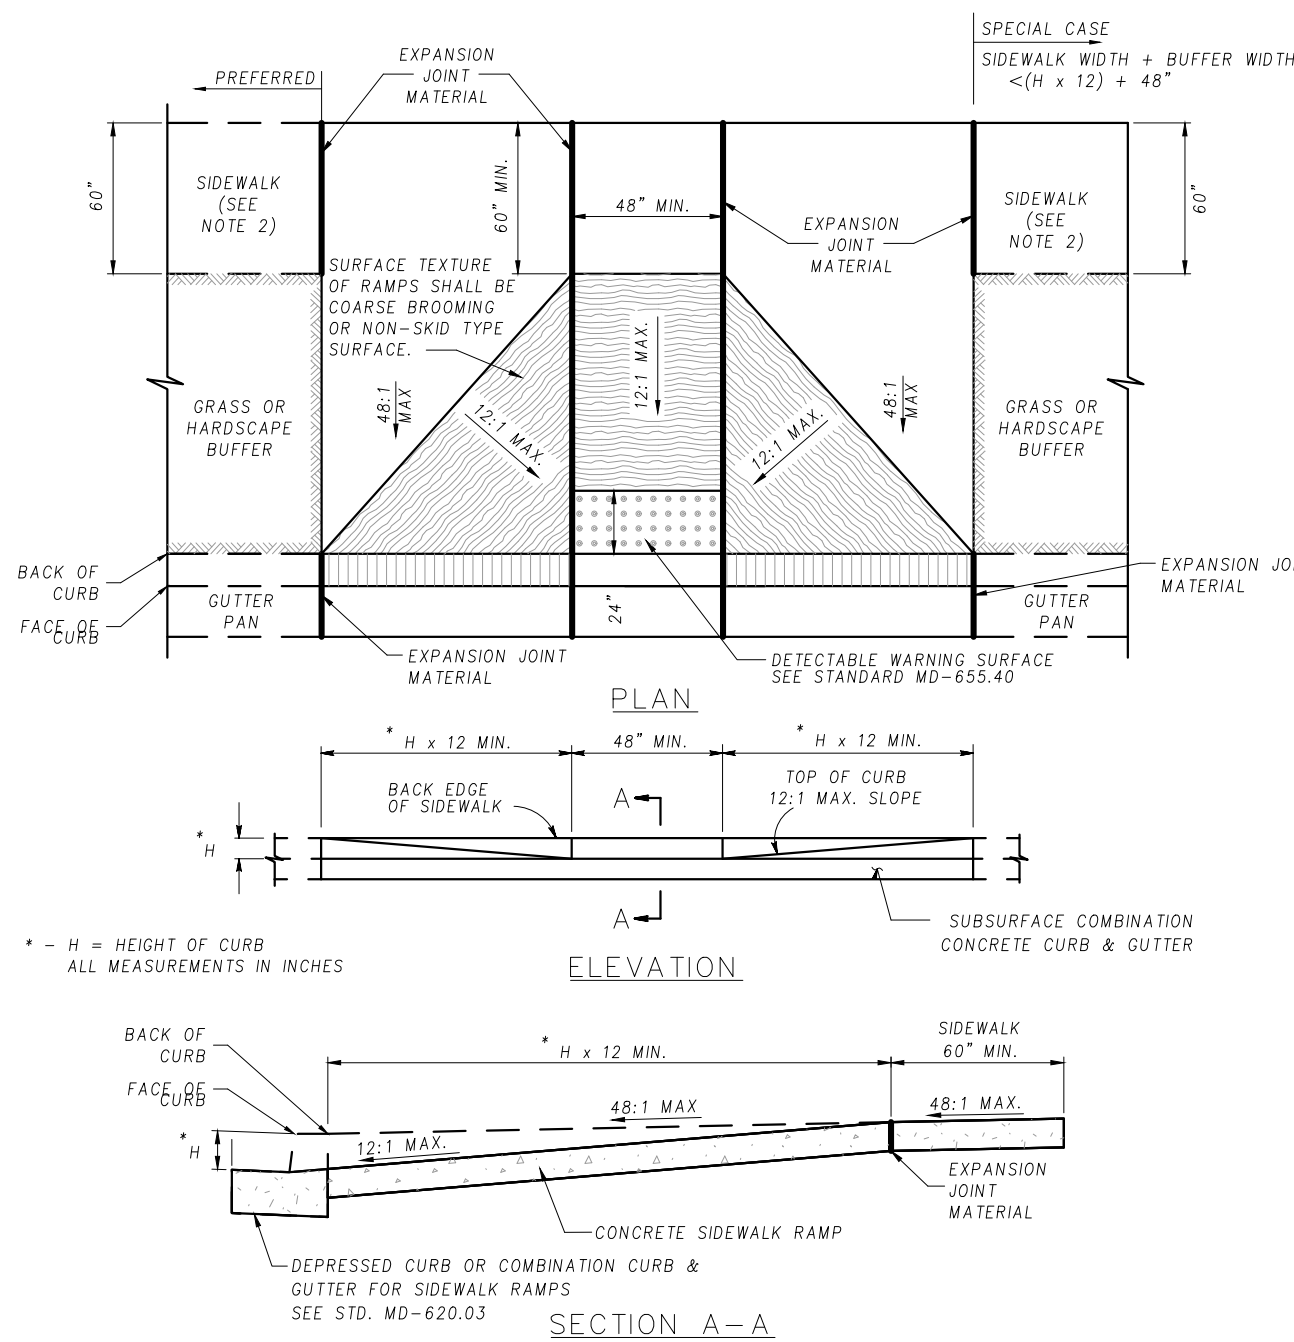 SPECIAL CASE
SIDEWALK WIDTH + BUFFER WIDTH
<(H x 12) + 48"
EXPANSION
JOINT
MATERIAL
PREFERRED
60"
SIDEWALK
(SEE
NOTE 2)
60" MIN.
48" MIN.
EXPANSION
JOINT
MATERIAL
SIDEWALK
(SEE
NOTE 2)
60"
SURFACE TEXTURE
OF RAMPS SHALL BE
COARSE BROOMING
OR NON-SKID TYPE
SURFACE.
12:1 MAX.
48:1
MAX
48:1
MAX
GRASS OR
HARDSCAPE
BUFFER
12:1 MAX.
12:1 MAX.
GRASS OR
HARDSCAPE
BUFFER
BACK OF
CURB
FACE OF
CURB
GUTTER
PAN
24"
GUTTER
PAN
EXPANSION JOI
MATERIAL
EXPANSION JOINT
MATERIAL
DETECTABLE WARNING SURFACE
SEE STANDARD MD-655.40
PLAN
* H x 12 MIN.
48" MIN.
* H x 12 MIN.
BACK EDGE
OF SIDEWALK
A
TOP OF CURB
12:1 MAX. SLOPE
* H
A
SUBSURFACE COMBINATION
CONCRETE CURB & GUTTER
* - H = HEIGHT OF CURB
ALL MEASUREMENTS IN INCHES
ELEVATION
BACK OF
CURB
FACE OF
CURB
* H x 12 MIN.
SIDEWALK
60" MIN.
48:1 MAX
48:1 MAX.
* H
12:1 MAX.
EXPANSION
JOINT
MATERIAL
CONCRETE SIDEWALK RAMP
DEPRESSED CURB OR COMBINATION CURB &
GUTTER FOR SIDEWALK RAMPS
SEE STD. MD-620.03
SECTION A-A